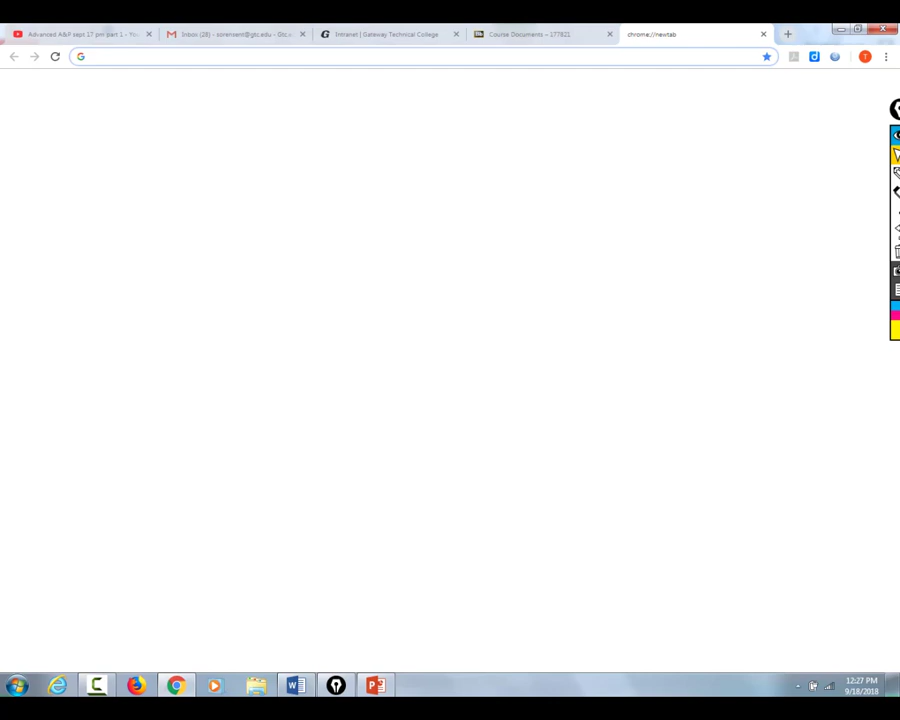 Advanced A&P sept 17 pm part 1 - Yo
Inbox (28) - sorensent@gtc.edu - Gtc.e
Intranet | Gateway Technical College
Course Documents – 177821
chrome://newtab
G
T
12:27 PM
9/18/2018